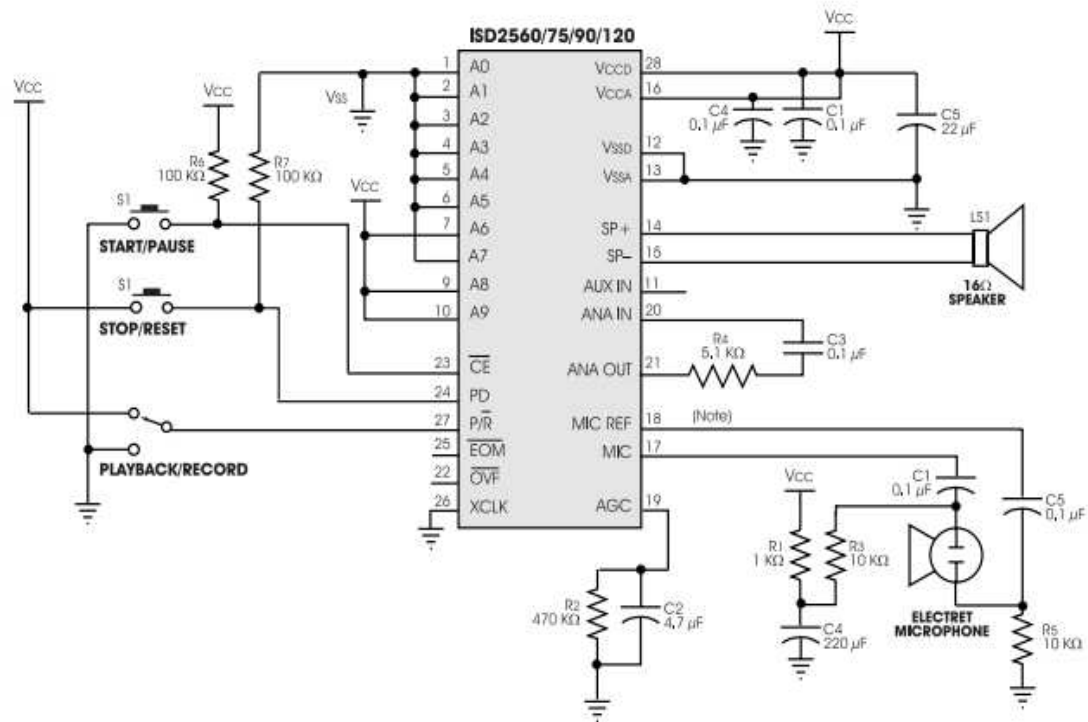 ISD2560/75/90/120
VCC
VCC
VCC
VSS
R6
100 KΩ
R7
100 KΩ
VCC
S1
START/PAUSE
S1
STOP/RESET
PLAYBACK/RECORD
1 A0
2 A1
3 A2
4 A3
5 A4
6 A5
7 A6
8 A7
9 A8
10 A9
23 CE
24 PD
27 P/R
25 EOM
22 OVF
26 XCLK
VCCD 28
VCCA 16
VSSD 12
VSSA 13
SP+ 14
SP– 15
AUX IN 11
ANA IN 20
ANA OUT 21
MIC REF 18
MIC 17
AGC 19
C4
0.1 µF
C1
0.1 µF
C5
22 µF
LS1
16Ω
SPEAKER
R4
5.1 KΩ
C3
0.1 µF
(Note)
VCC
C1
0.1 µF
C5
0.1 µF
R1
1 KΩ
R3
10 KΩ
ELECTRET
MICROPHONE
R2
470 KΩ
C2
4.7 µF
C4
220 µF
R5
10 KΩ